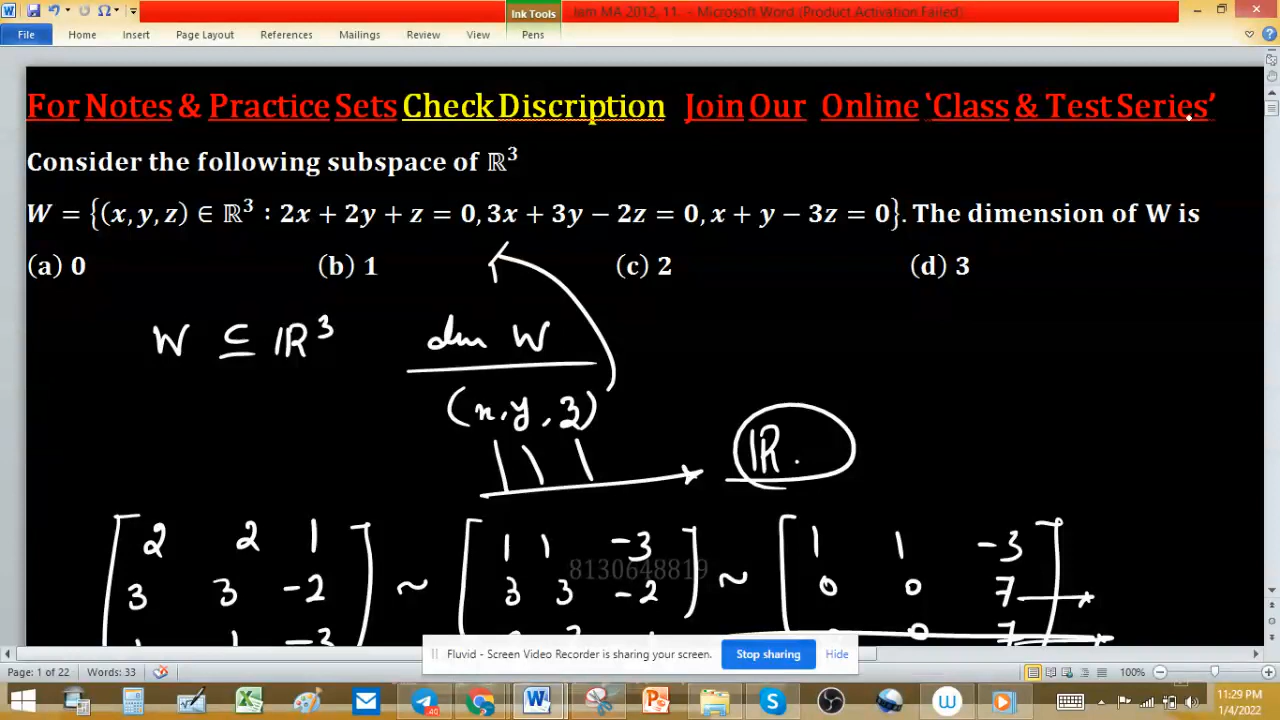 Ink Tools
Iam MA 2012, 11. - Microsoft Word (Product Activation Failed)
File Home Insert Page Layout References Mailings Review View Pens
For Notes & Practice Sets Check Discription Join Our Online ‘Class & Test Series’
Consider the following subspace of ℝ³
W = {(x, y, z) ∈ ℝ³ : 2x + 2y + z = 0, 3x + 3y − 2z = 0, x + y − 3z = 0}. The dimension of W is
(a) 0 (b) 1 (c) 2 (d) 3
W ⊆ ℝ³ dim W
(x, y, z)
ℝ.
2 2 1 1 1 -3 1 1 -3
8130648819
3 3 -2 ~ 3 3 -2 ~ 0 0 7
1 1 -3 0 7
Fluvid - Screen Video Recorder is sharing your screen. Stop sharing Hide
Page: 1 of 22 Words: 33 100%
40
11:29 PM
1/4/2022